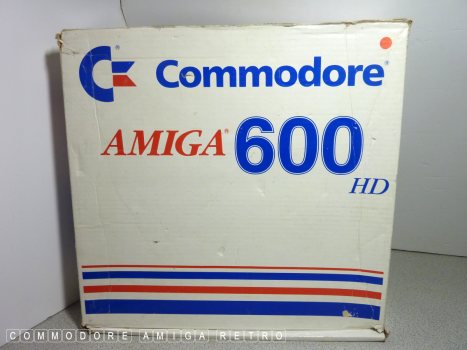 Commodore®
AMIGA® 600
HD
COMMODORE AMIGA RETRO